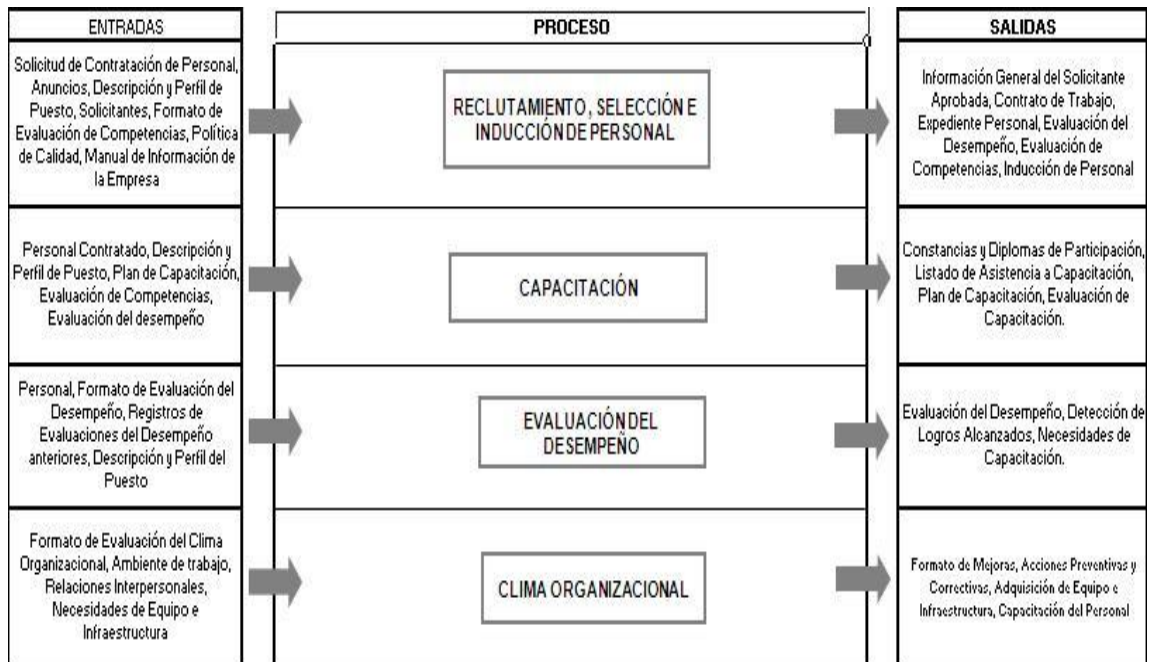 ENTRADAS
PROCESO
SALIDAS
Solicitud de Contratación de Personal,
Anuncios, Descripción y Perfil de
Puesto, Solicitantes, Formato de
Evaluación de Competencias, Política
de Calidad, Manual de Información de
la Empresa
RECLUTAMIENTO, SELECCIÓN E
INDUCCIÓN DE PERSONAL
Información General del Solicitante
Aprobada, Contrato de Trabajo,
Expediente Personal, Evaluación del
Desempeño, Evaluación de
Competencias, Inducción de Personal
Personal Contratado, Descripción y
Perfil de Puesto, Plan de Capacitación,
Evaluación de Competencias,
Evaluación del desempeño
CAPACITACIÓN
Constancias y Diplomas de Participación,
Listado de Asistencia a Capacitación,
Plan de Capacitación, Evaluación de
Capacitación.
Personal, Formato de Evaluación del
Desempeño, Registros de
Evaluaciones del Desempeño
anteriores, Descripción y Perfil del
Puesto
EVALUACIÓN DEL
DESEMPEÑO
Evaluación del Desempeño, Detección de
Logros Alcanzados, Necesidades de
Capacitación.
Formato de Evaluación del Clima
Organizacional, Ambiente de trabajo,
Relaciones Interpersonales,
Necesidades de Equipo e
Infraestructura
CLIMA ORGANIZACIONAL
Formato de Mejoras, Acciones Preventivas y
Correctivas, Adquisición de Equipo e
Infraestructura, Capacitación del Personal